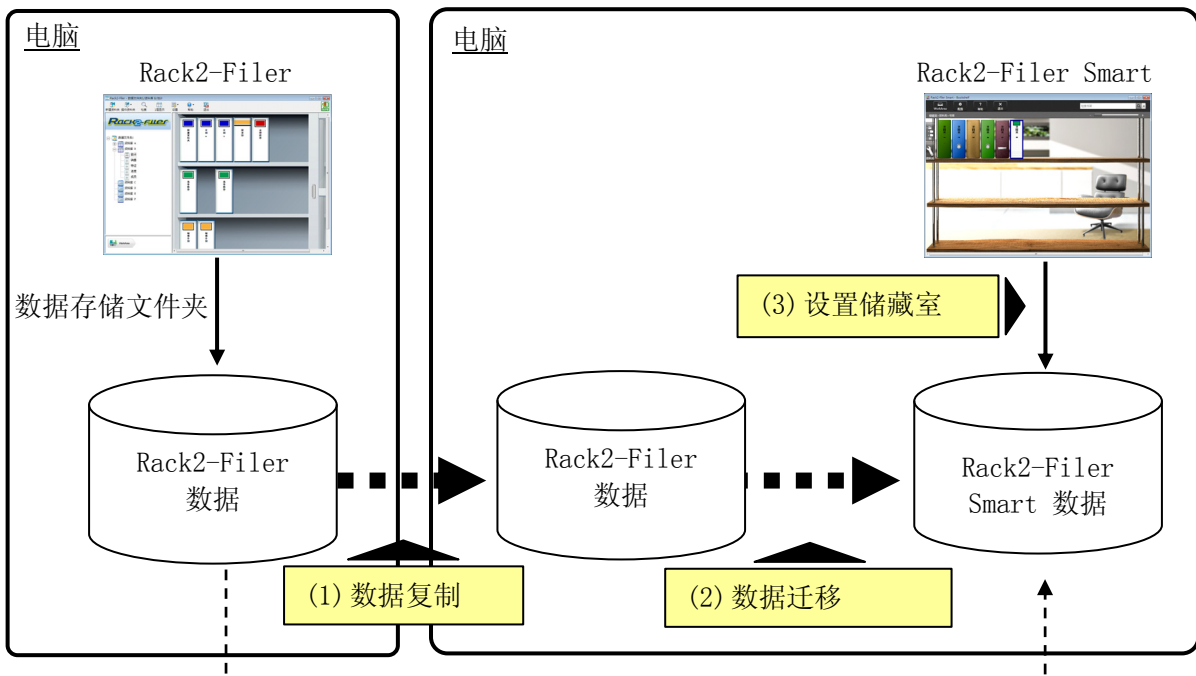 电脑
Rack2-Filer
Rack2-Filer
数据存储文件夹
Rack2-Filer
数据
(1) 数据复制
电脑
Rack2-Filer Smart
(3) 设置储藏室
Rack2-Filer
数据
(2) 数据迁移
Rack2-Filer
Smart 数据